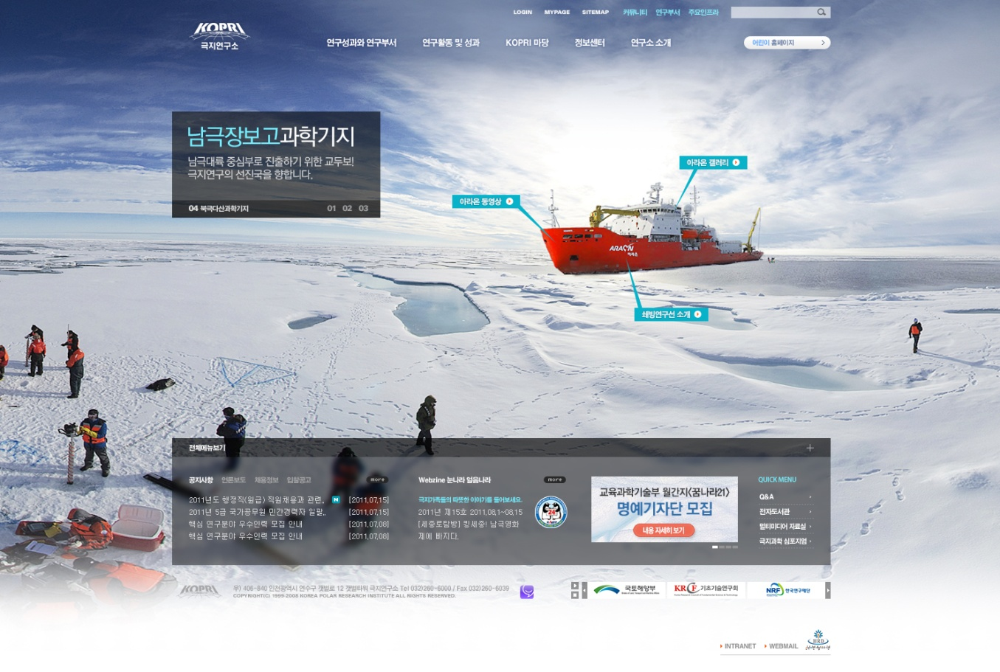 LOGIN MYPAGE SITEMAP 커뮤니티 연구부서 주요인프라
KOPRI
극지연구소
연구성과와 연구부서 연구활동 및 성과 KOPRI 마당 정보센터 연구소 소개
어린이 홈페이지
남극장보고과학기지
남극대륙 중심부로 진출하기 위한 교두보!
극지연구의 선진국을 향합니다.
04 북극다산과학기지 01 02 03
아라온 갤러리
아라온 동영상
ARAON
아라온
쇄빙연구선 소개
전체메뉴보기
공지사항 언론보도 채용정보 입찰공고 more
2011년도 행정직(일급) 직원채용과 관련.. N [2011.07.15]
2011년 5급 국가공무원 민간경력자 일괄.. [2011.07.15]
핵심 연구분야 우수인력 모집 안내 [2011.07.08]
핵심 연구분야 우수인력 모집 안내 [2011.07.08]
Webzine 눈나라 얼음나라 more
극지가족들의 따뜻한 이야기를 들어보세요.
2011년 제15호 2011.08.1~08.15
[세종로탐방] 킹세종! 남극영화
제에 빠지다.
24
교육과학기술부 월간지<꿈나라21>
명예기자단 모집
내용 자세히 보기
QUICK MENU
Q&A
전자도서관
멀티미디어 자료실
극지과학 심포지엄
KOPRI
우) 406-840 인천광역시 연수구 갯벌로 12 갯벌타워 극지연구소 Tel 032)260-6000 / Fax 032)260-6039
COPYRIGHT(C) 1999-2008 KOREA POLAR RESEARCH INSTITUTE ALL RIGHTS RESERVED.
국토해양부
KRCF 기초기술연구회
NRF 한국연구재단
INTRANET WEBMAIL
HRD